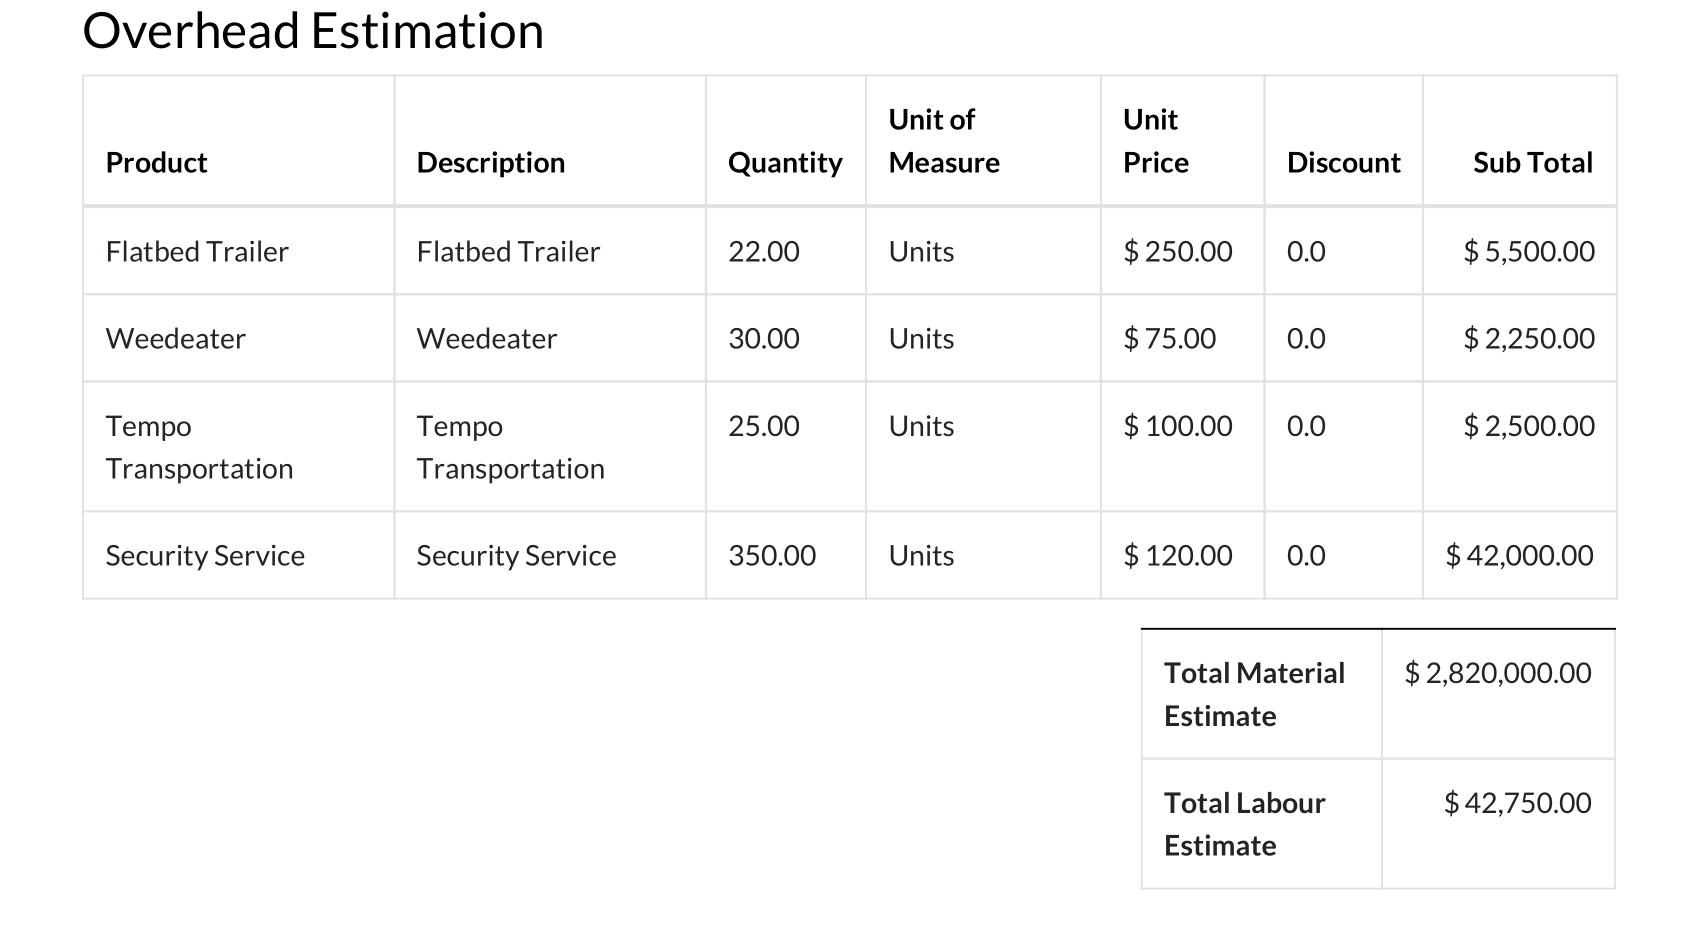 Overhead Estimation
Unit of Unit
Product Description Quantity Measure Price Discount Sub Total
Flatbed Trailer Flatbed Trailer 22.00 Units $ 250.00 0.0 $ 5,500.00
Weedeater Weedeater 30.00 Units $ 75.00 0.0 $ 2,250.00
Tempo Tempo 25.00 Units $ 100.00 0.0 $ 2,500.00
Transportation Transportation
Security Service Security Service 350.00 Units $ 120.00 0.0 $ 42,000.00
Total Material $ 2,820,000.00
Estimate
Total Labour $ 42,750.00
Estimate